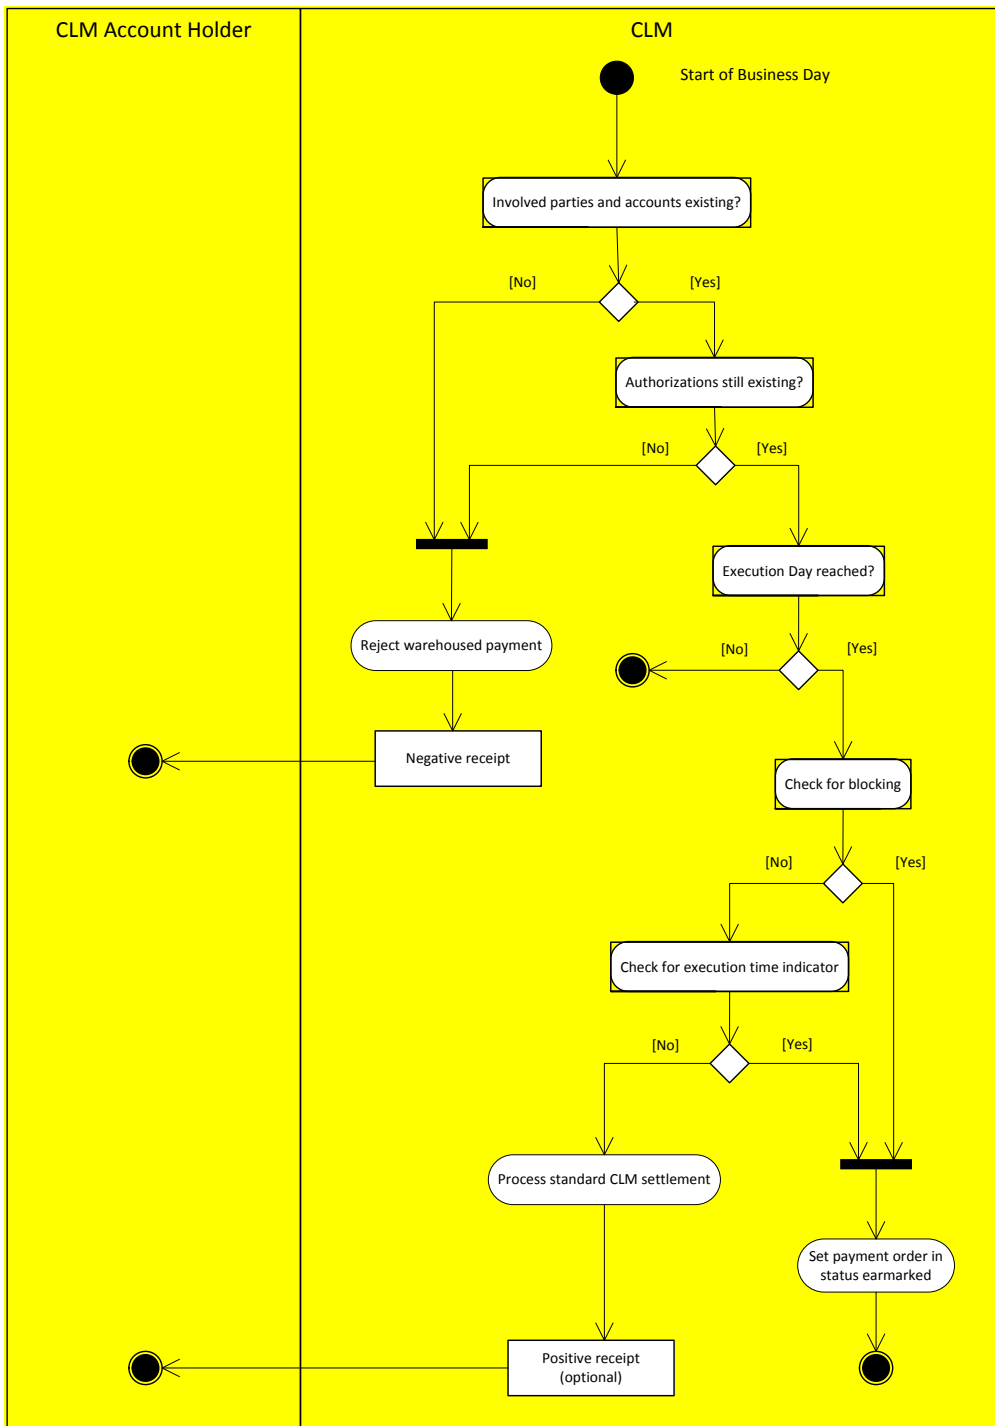 CLM Account Holder
CLM
Start of Business Day
Involved parties and accounts existing?
[No]
[Yes]
Authorizations still existing?
[No]
[Yes]
Execution Day reached?
Reject warehoused payment
[No]
[Yes]
Negative receipt
Check for blocking
[No]
[Yes]
Check for execution time indicator
[No]
[Yes]
Process standard CLM settlement
Set payment order in
status earmarked
Positive receipt
(optional)